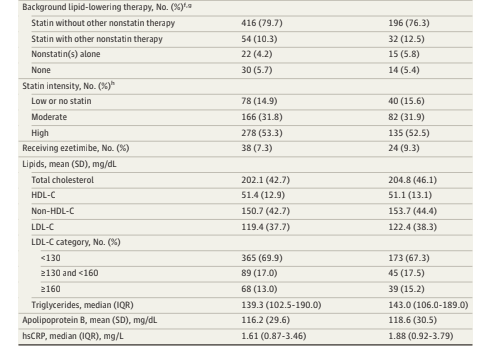 Background lipid-lowering therapy, No. (%)f,g
Statin without other nonstatin therapy 416 (79.7) 196 (76.3)
Statin with other nonstatin therapy 54 (10.3) 32 (12.5)
Nonstatin(s) alone 22 (4.2) 15 (5.8)
None 30 (5.7) 14 (5.4)
Statin intensity, No. (%)h
Low or no statin 78 (14.9) 40 (15.6)
Moderate 166 (31.8) 82 (31.9)
High 278 (53.3) 135 (52.5)
Receiving ezetimibe, No. (%) 38 (7.3) 24 (9.3)
Lipids, mean (SD), mg/dL
Total cholesterol 202.1 (42.7) 204.8 (46.1)
HDL-C 51.4 (12.9) 51.1 (13.1)
Non-HDL-C 150.7 (42.7) 153.7 (44.4)
LDL-C 119.4 (37.7) 122.4 (38.3)
LDL-C category, No. (%)
<130 365 (69.9) 173 (67.3)
≥130 and <160 89 (17.0) 45 (17.5)
≥160 68 (13.0) 39 (15.2)
Triglycerides, median (IQR) 139.3 (102.5-190.0) 143.0 (106.0-189.0)
Apolipoprotein B, mean (SD), mg/dL 116.2 (29.6) 118.6 (30.5)
hsCRP, median (IQR), mg/L 1.61 (0.87-3.46) 1.88 (0.92-3.79)